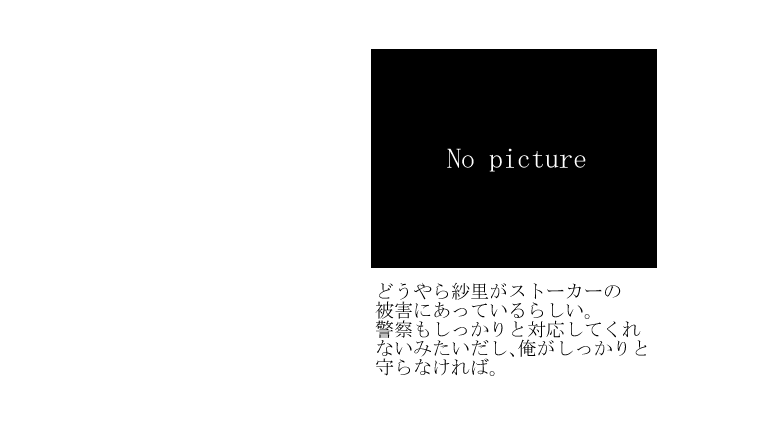 No picture
どうやら紗里がストーカーの
被害にあっているらしい。
警察もしっかりと対応してくれ
ないみたいだし、俺がしっかりと
守らなければ。